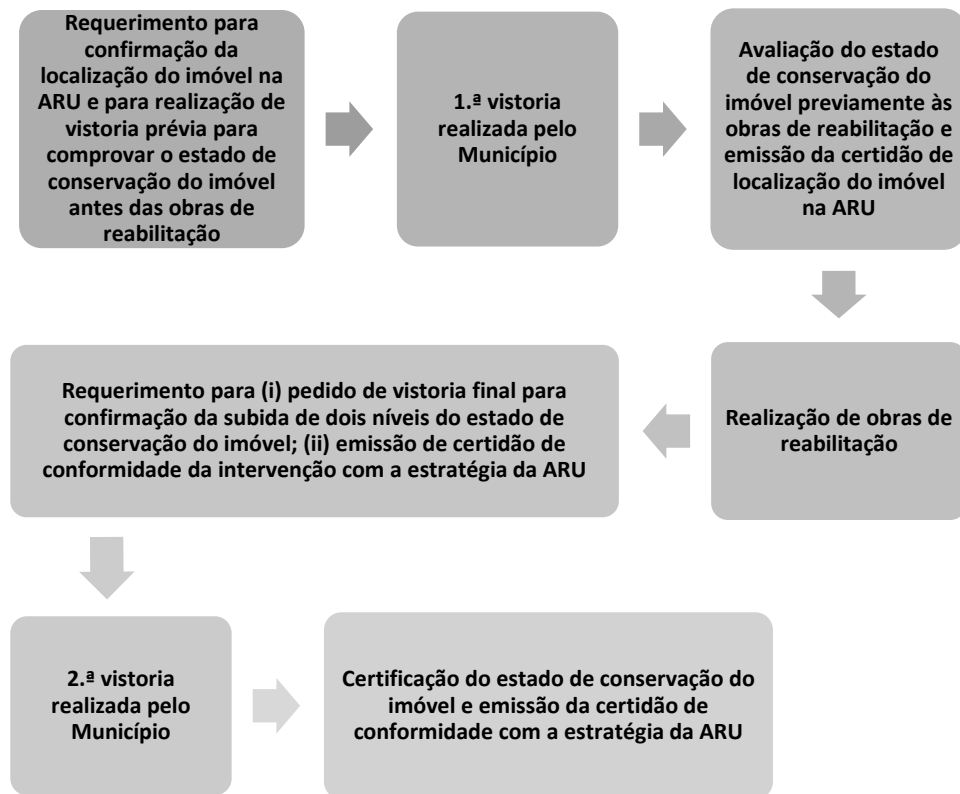 Requerimento para
confirmação da
localização do imóvel na
ARU e para realização de
vistoria prévia para
comprovar o estado de
conservação do imóvel
antes das obras de
reabilitação
1.ª vistoria
realizada pelo
Município
Avaliação do estado
de conservação do
imóvel previamente às
obras de reabilitação e
emissão da certidão de
localização do imóvel
na ARU
Realização de obras de
reabilitação
Requerimento para (i) pedido de vistoria final para
confirmação da subida de dois níveis do estado de
conservação do imóvel; (ii) emissão de certidão de
conformidade da intervenção com a estratégia da ARU
2.ª vistoria
realizada pelo
Município
Certificação do estado de conservação do
imóvel e emissão da certidão de
conformidade com a estratégia da ARU